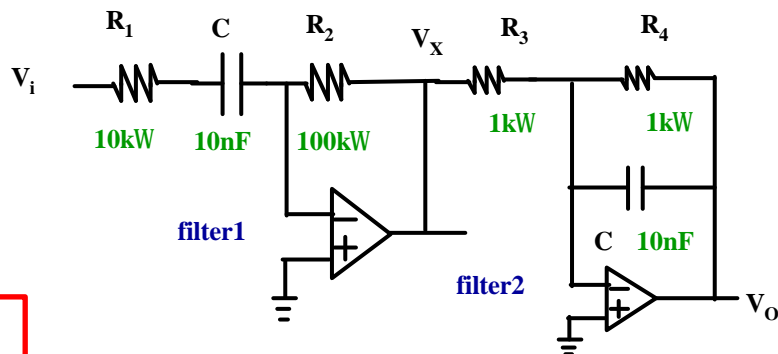 R1 C R2 VX R3 R4
Vi
10kW 10nF 100kW 1kW 1kW
filter1
C 10nF
filter2
VO